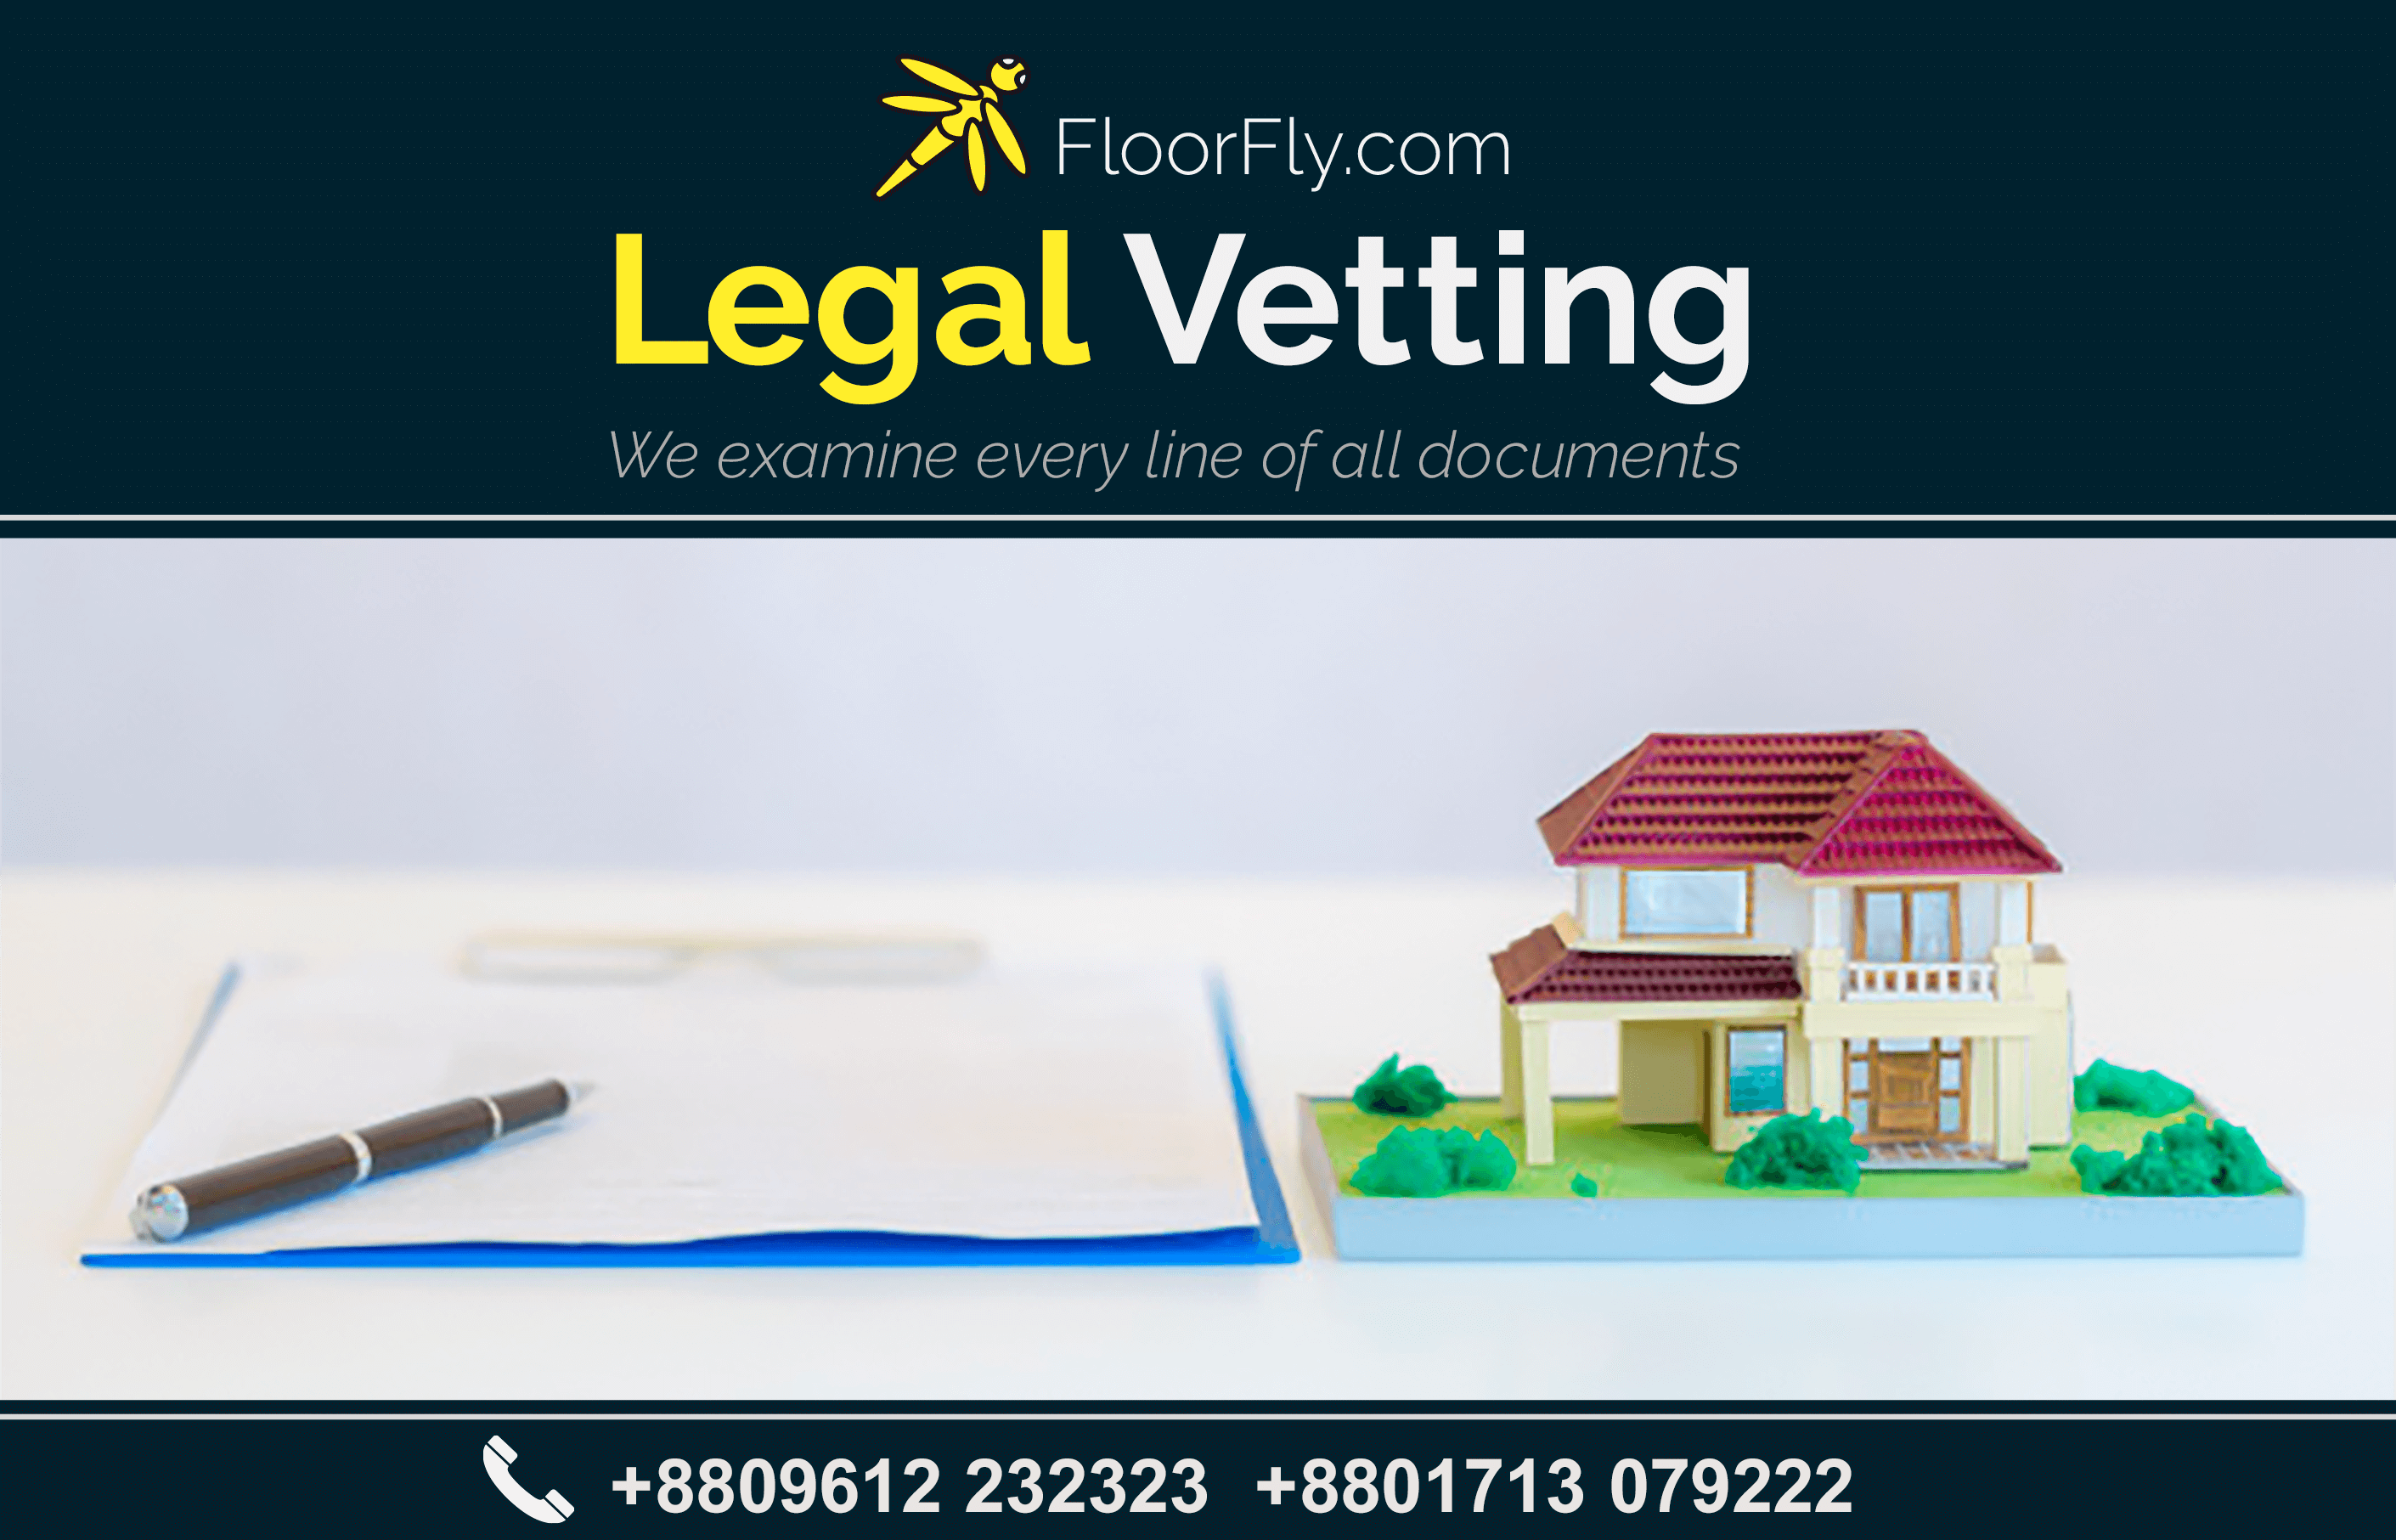 FloorFly.com
Legal Vetting
We examine every line of all documents
+8809612 232323 +8801713 079222